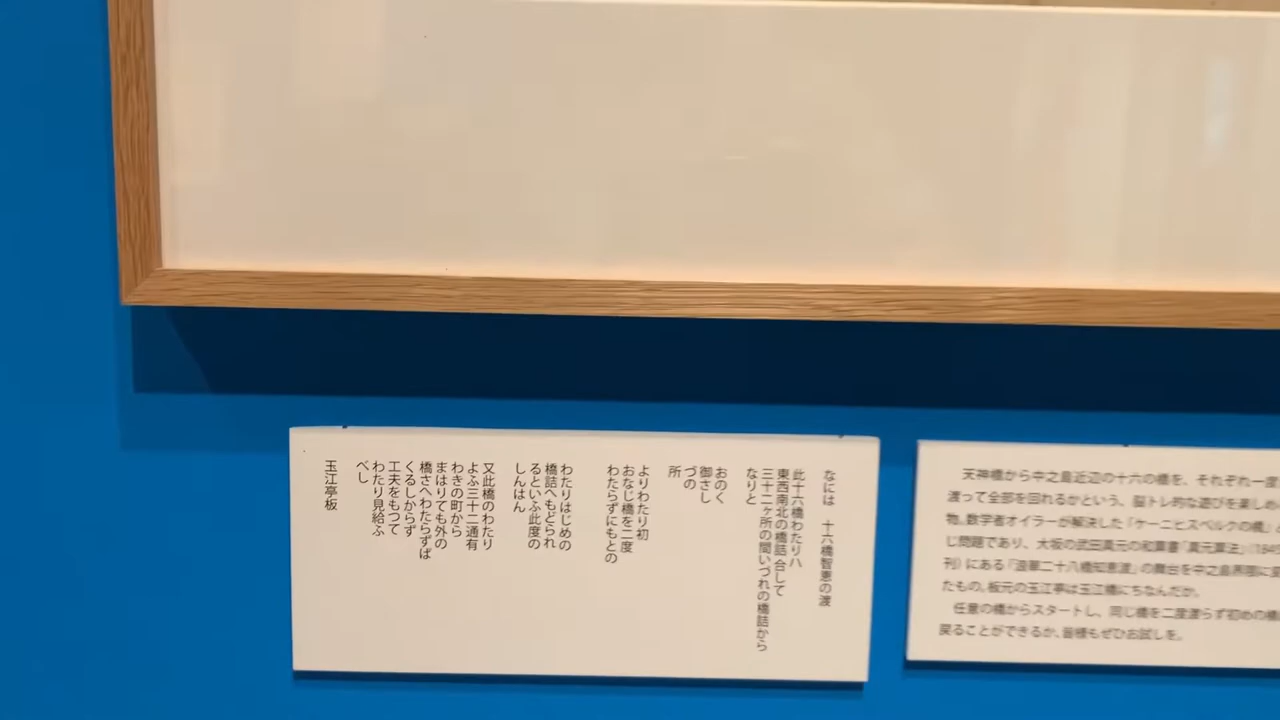 なには 十六橋智恵の渡
此十六橋わたりハ
東西南北の橋詰合して
三十二ヶ所の間いづれの橋詰から
なりと
おのく
御さし
づの
所
よりわたり初
おなじ橋を二度
わたらずにもとの
わたりはじめの
橋詰へもどられ
るといふ此度の
しんはん
又此橋のわたり
よふ三十二通有
わきの町から
まはりても外の
橋さへわたらずば
くるしからず
工夫をもつて
わたり見給ふ
べし
玉江亭板
天神橋から中之島近辺の十六の橋を、それぞれ一度
渡って全部を回れるかという、脳トレ的な遊びを楽しめ
物。数学者オイラーが解決した「ケーニヒスベルクの橋」
じ問題であり、大坂の武田真元の和算書「真元算法」(1845
刊)にある「浪華二十八橋知恵渡」の舞台を中之島界隈に
たもの。板元の玉江亭は玉江橋にちなんだか。
任意の橋からスタートし、同じ橋を二度渡らず初めの橋
戻ることができるか、皆様もぜひお試しを。